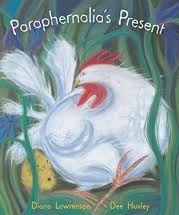 Paraphernalia's Present
Diana Lawrenson Dee Huxley